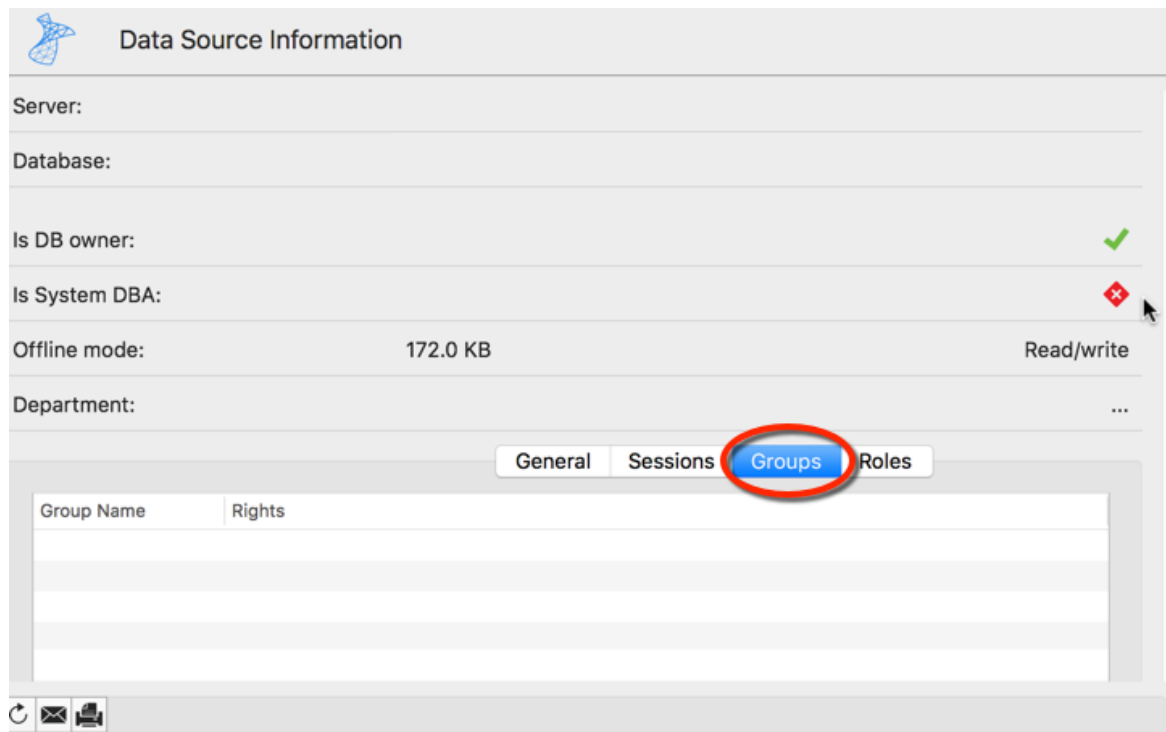 Data Source Information
Server:
Database:
Is DB owner:
Is System DBA:
Offline mode: 172.0 KB Read/write
Department: ...
General Sessions Groups Roles
Group Name Rights